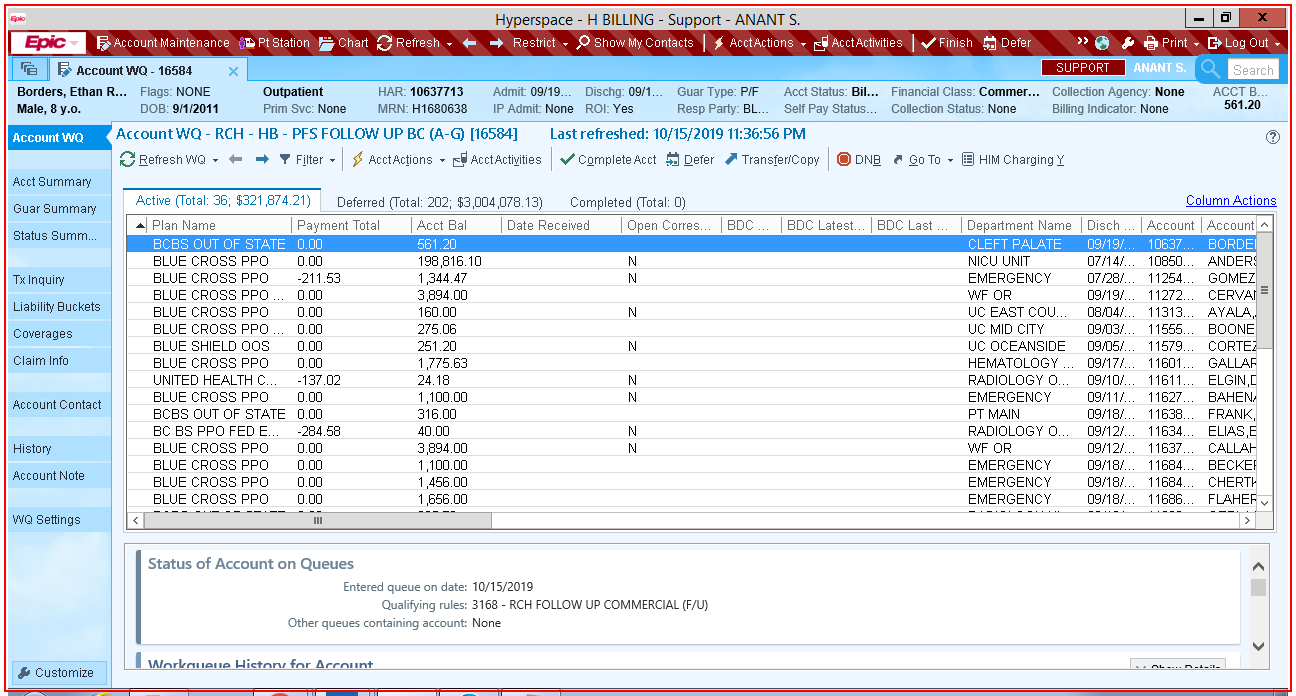 Epic Hyperspace - H BILLING - Support - ANANT S.
Epic Account Maintenance Pt Station Chart Refresh Restrict Show My Contacts AcctActions AcctActivities Finish Defer Print Log Out
Account WQ - 16584 SUPPORT ANANT S. Search
Borders, Ethan R... Flags: NONE Outpatient HAR: 10637713 Admit: 09/19... Dischg: 09/1... Guar Type: P/F Acct Status: Bil... Financial Class: Commer... Collection Agency: None ACCT B...
Male, 8 y.o. DOB: 9/1/2011 Prim Svc: None MRN: H1680638 IP Admit: None ROI: Yes Resp Party: BL... Self Pay Status... Collection Status: None Billing Indicator: None 561.20
Account WQ
Acct Summary
Guar Summary
Status Summ...
Tx Inquiry
Liability Buckets
Coverages
Claim Info
Account Contact
History
Account Note
WQ Settings
Customize
Account WQ - RCH - HB - PFS FOLLOW UP BC (A-G) [16584] Last refreshed: 10/15/2019 11:36:56 PM
Refresh WQ Filter AcctActions AcctActivities Complete Acct Defer Transfer/Copy DNB Go To HIM Charging Y
Active (Total: 36; $321,874.21) Deferred (Total: 202; $3,004,078.13) Completed (Total: 0) Column Actions
Plan Name Payment Total Acct Bal Date Received Open Corres... BDC ... BDC Latest... BDC Last ... Department Name Disch ... Account Account
BCBS OUT OF STATE 0.00 561.20 CLEFT PALATE 09/19/... 10637... BORDE
BLUE CROSS PPO 0.00 198,816.10 N NICU UNIT 07/14/... 10850... ANDERS
BLUE CROSS PPO -211.53 1,344.47 N EMERGENCY 07/28/... 11254... GOMEZ
BLUE CROSS PPO ... 0.00 3,894.00 WF OR 09/19/... 11272... CERVAN
BLUE CROSS PPO 0.00 160.00 N UC EAST COU... 08/04/... 11313... AYALA,
BLUE CROSS PPO ... 0.00 275.06 UC MID CITY 09/03/... 11555... BOONE
BLUE SHIELD OOS 0.00 251.20 N UC OCEANSIDE 09/05/... 11579... CORTEZ
BLUE CROSS PPO 0.00 1,775.63 HEMATOLOGY ... 09/17/... 11601... GALLAR
UNITED HEALTH C... -137.02 24.18 N RADIOLOGY O... 09/10/... 11611... ELGIN,D
BLUE CROSS PPO 0.00 1,100.00 N EMERGENCY 09/11/... 11627... BAHENA
BCBS OUT OF STATE 0.00 316.00 PT MAIN 09/18/... 11638... FRANK,
BC BS PPO FED E... -284.58 40.00 N RADIOLOGY O... 09/12/... 11634... ELIAS,E
BLUE CROSS PPO 0.00 3,894.00 N WF OR 09/12/... 11637... CALLAH
BLUE CROSS PPO 0.00 1,100.00 EMERGENCY 09/18/... 11684... BECKE
BLUE CROSS PPO 0.00 1,456.00 EMERGENCY 09/18/... 11684... CHERTK
BLUE CROSS PPO 0.00 1,656.00 EMERGENCY 09/18/... 11686... FLAHER
Status of Account on Queues
Entered queue on date: 10/15/2019
Qualifying rules: 3168 - RCH FOLLOW UP COMMERCIAL (F/U)
Other queues containing account: None
Workqueue History for Account Show Details